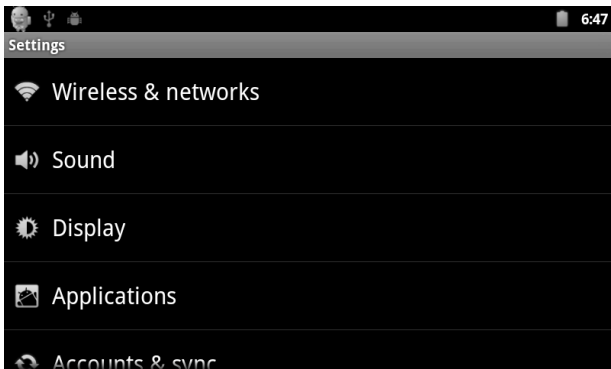 6:47
Settings
Wireless & networks
Sound
Display
Applications
Accounts & sync